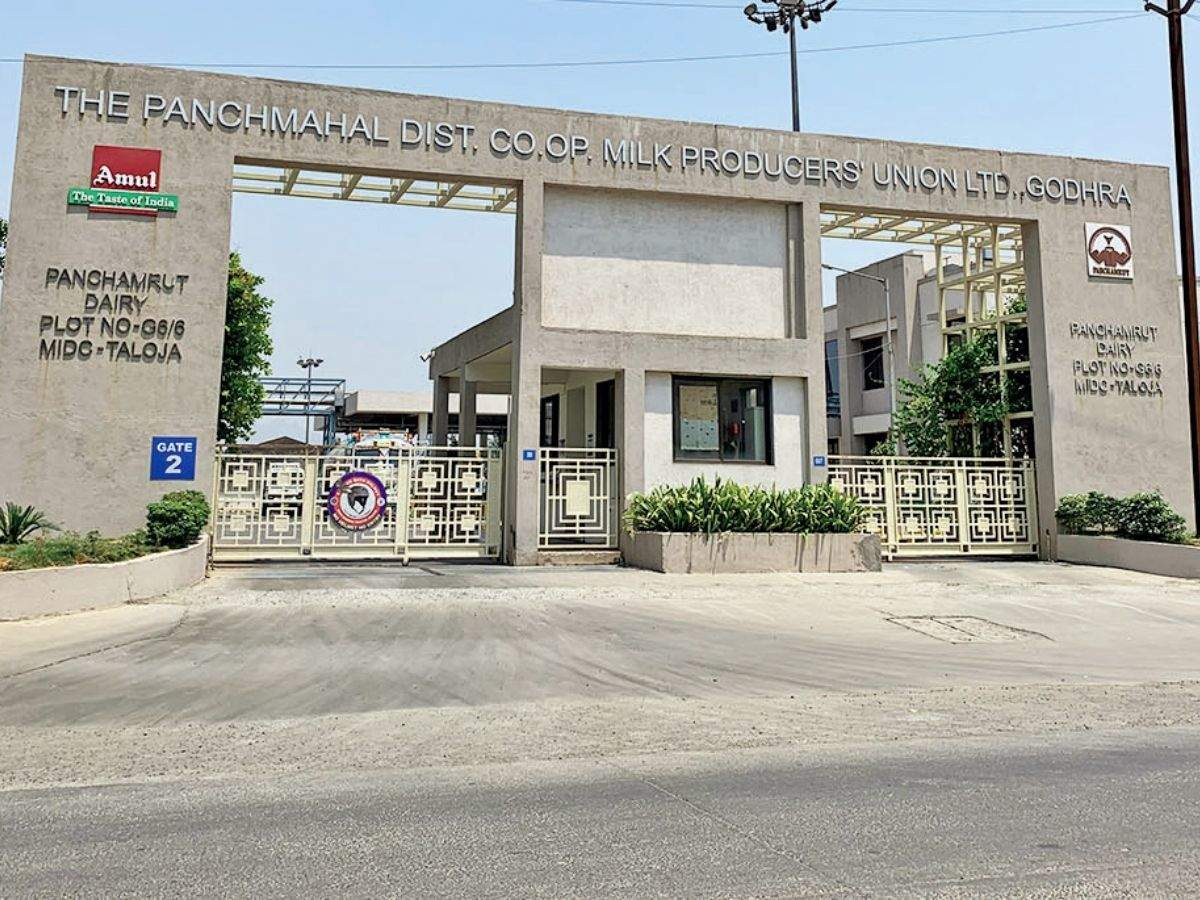 THE PANCHMAHAL DIST. CO.OP. MILK PRODUCERS' UNION LTD.,GODHRA
Amul
The Taste of India
PANCHAMRUT
DAIRY
PLOT NO-G6/6
MIDC-TALOJA
GATE
2
PANCHAMRUT
PANCHAMRUT
DAIRY
PLOT NO-G6/6
MIDC-TALOJA